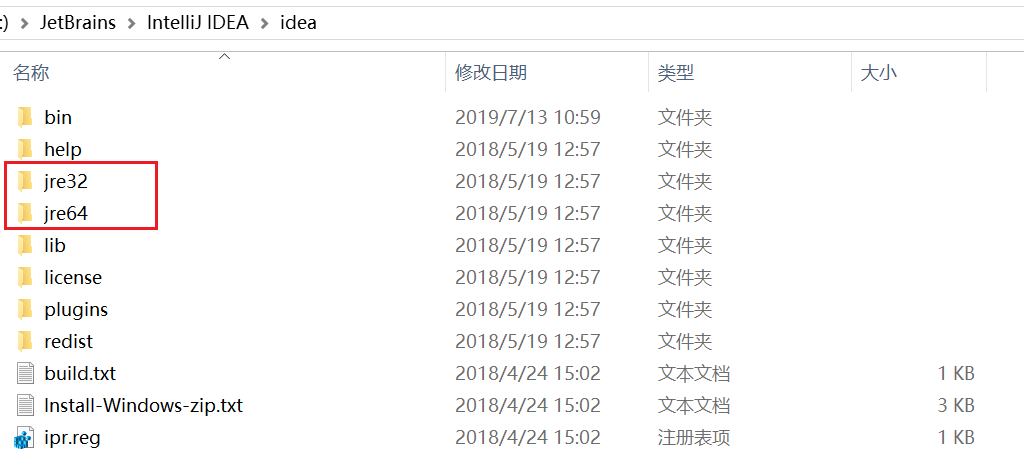 :) > JetBrains > IntelliJ IDEA > idea
名称 修改日期 类型 大小
bin 2019/7/13 10:59 文件夹
help 2018/5/19 12:57 文件夹
jre32 2018/5/19 12:57 文件夹
jre64 2018/5/19 12:57 文件夹
lib 2018/5/19 12:57 文件夹
license 2018/5/19 12:57 文件夹
plugins 2018/5/19 12:57 文件夹
redist 2018/5/19 12:57 文件夹
build.txt 2018/4/24 15:02 文本文档 1 KB
Install-Windows-zip.txt 2018/4/24 15:02 文本文档 3 KB
ipr.reg 2018/4/24 15:02 注册表项 1 KB